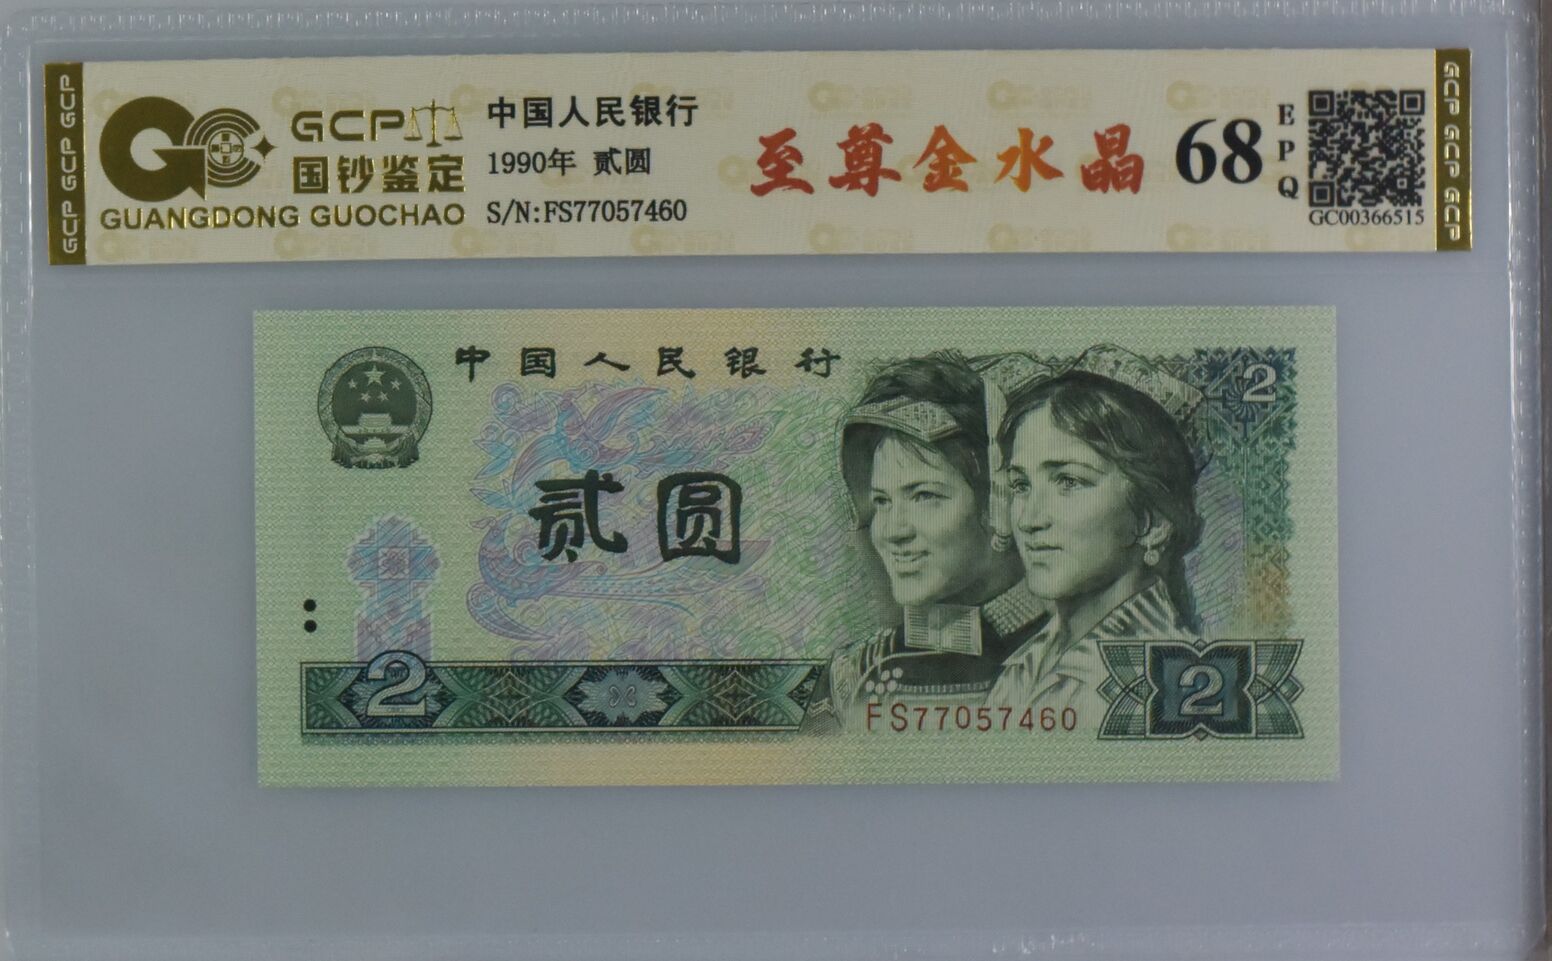 GCP GCP GCP
GCP
国钞鉴定
GUANGDONG GUOCHAO
中国人民银行
1990年 贰圆
S/N:FS77057460
至尊金水晶
68
EPQ
GC00366515
GCP GCP GCP
中国人民银行
2
贰圆
2
FS77057460
2